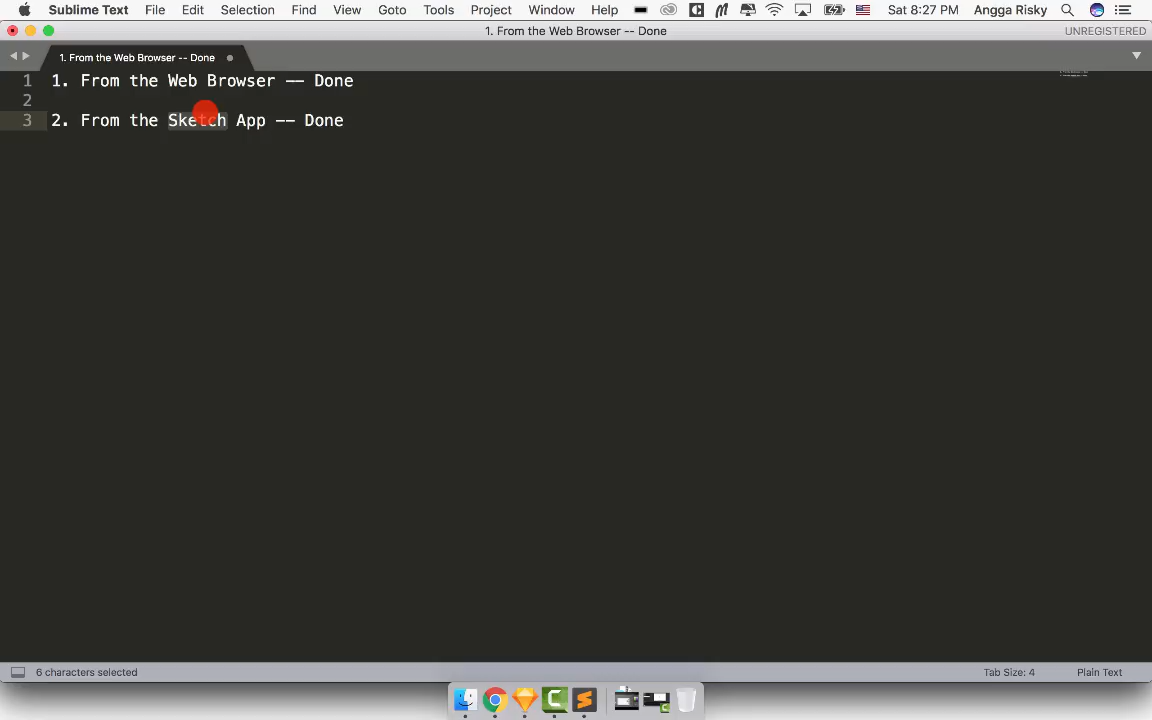 Sublime Text File Edit Selection Find View Goto Tools Project Window Help Sat 8:27 PM Angga Risky
1. From the Web Browser -- Done UNREGISTERED
1. From the Web Browser -- Done
1 1. From the Web Browser -- Done
2
3 2. From the Sketch App -- Done
6 characters selected Tab Size: 4 Plain Text